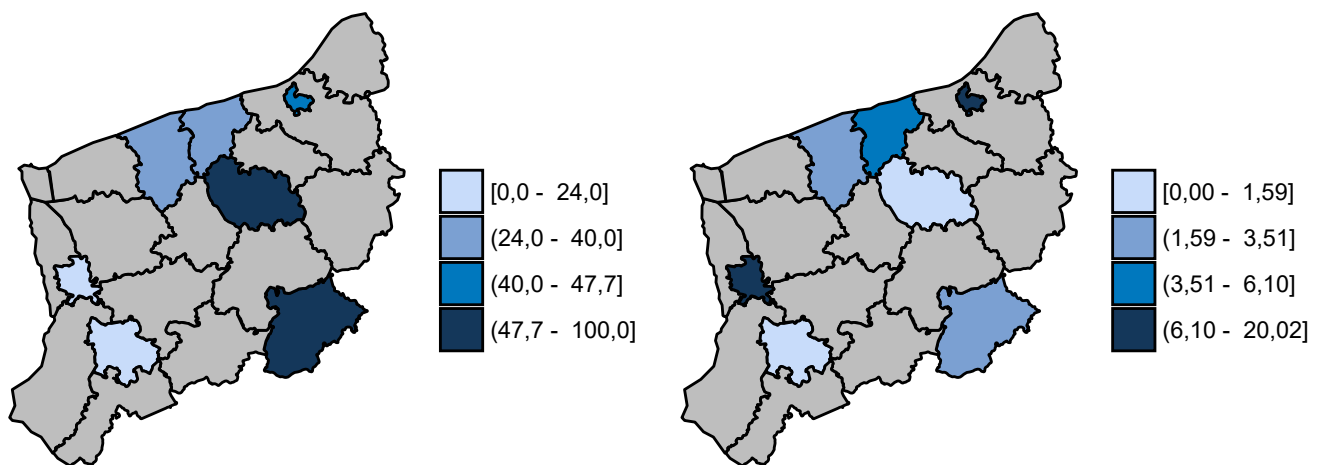 [0,0 - 24,0]
(24,0 - 40,0]
(40,0 - 47,7]
(47,7 - 100,0]
[0,00 - 1,59]
(1,59 - 3,51]
(3,51 - 6,10]
(6,10 - 20,02]